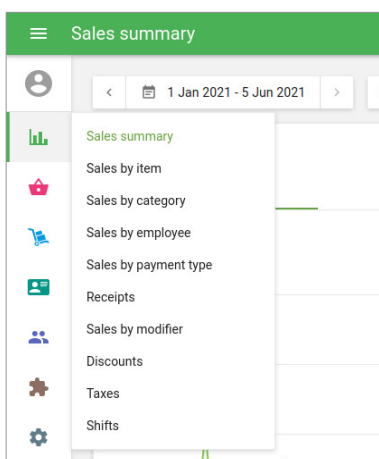 Sales summary
1 Jan 2021 - 5 Jun 2021
Sales summary
Sales by item
Sales by category
Sales by employee
Sales by payment type
Receipts
Sales by modifier
Discounts
Taxes
Shifts